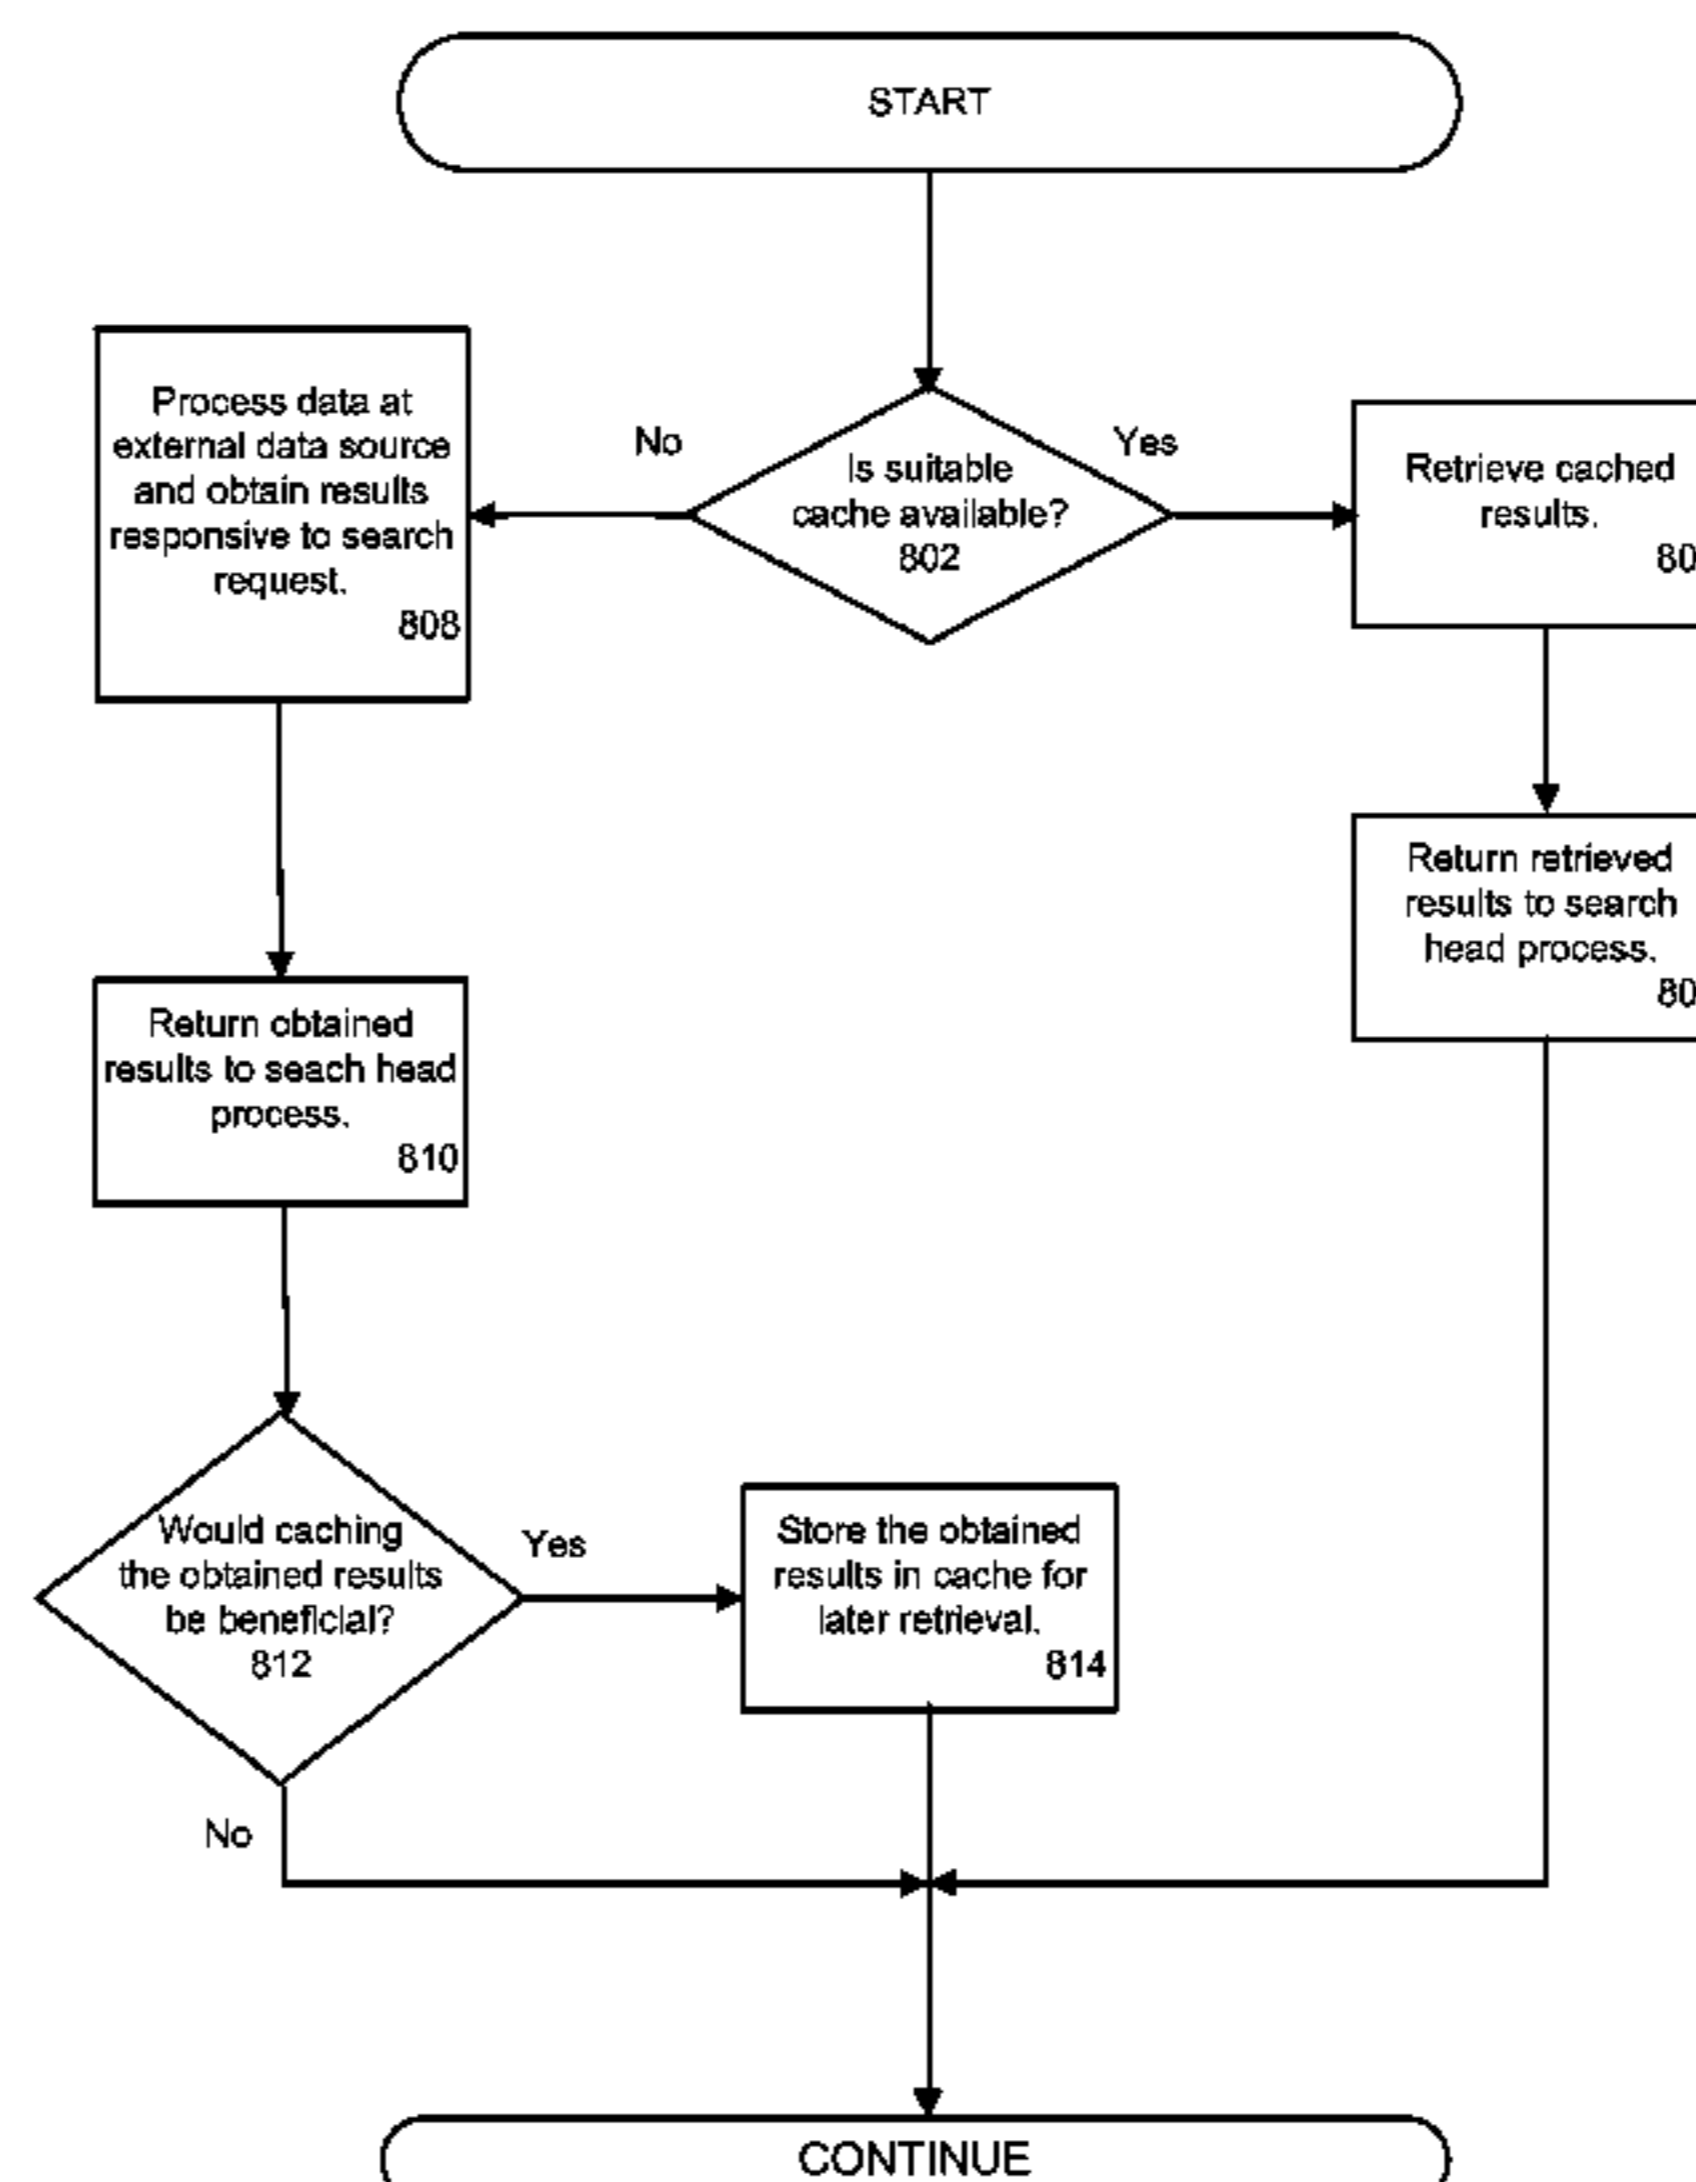 START
No
Yes
Is suitable
cache available?
802
Process data at
external data source
and obtain results
responsive to search
request.
808
Retrieve cached
results.
80
Return retrieved
results to search
head process.
80
Return obtained
results to seach head
process.
810
Would caching
the obtained results
be beneficial?
812
Yes
Store the obtained
results in cache for
later retrieval.
814
No
CONTINUE